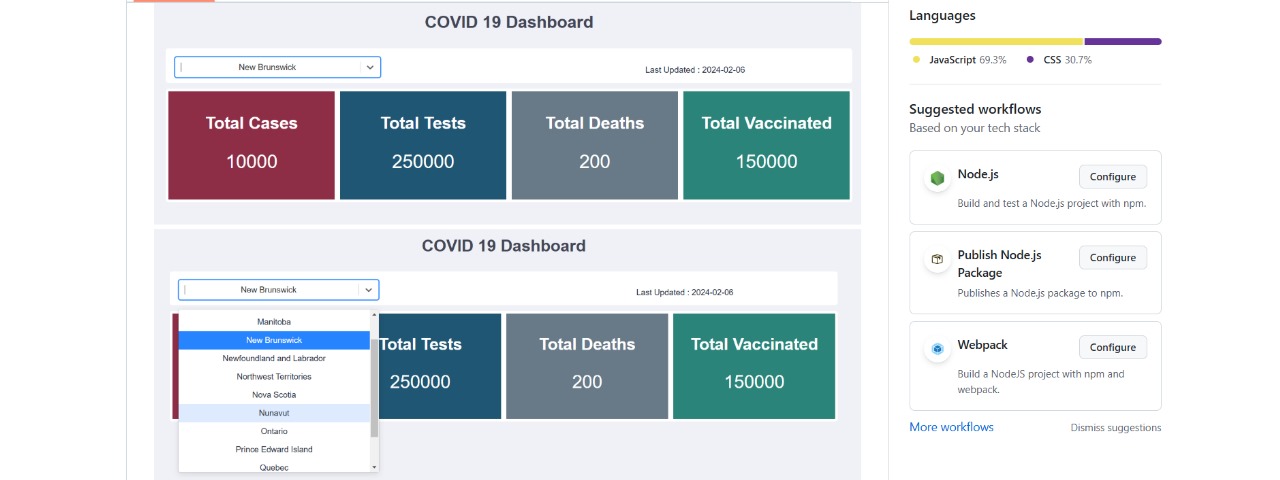 COVID 19 Dashboard
New Brunswick
Last Updated : 2024-02-06
Total Cases
10000
Total Tests
250000
Total Deaths
200
Total Vaccinated
150000
COVID 19 Dashboard
New Brunswick
Last Updated : 2024-02-06
Manitoba
New Brunswick
Newfoundland and Labrador
Northwest Territories
Nova Scotia
Nunavut
Ontario
Prince Edward Island
Quebec
Total Tests
250000
Total Deaths
200
Total Vaccinated
150000
Languages
JavaScript 69.3%
CSS 30.7%
Suggested workflows
Based on your tech stack
Node.js
Configure
Build and test a Node.js project with npm.
Publish Node.js
Package
Configure
Publishes a Node.js package to npm.
Webpack
Configure
Build a NodeJS project with npm and
webpack.
More workflows
Dismiss suggestions